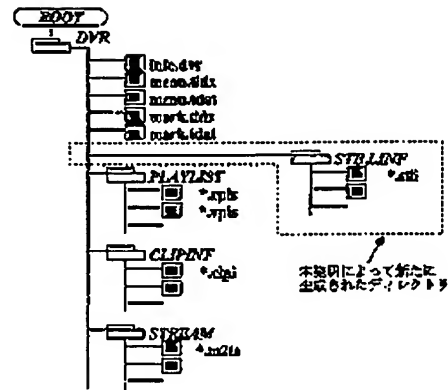 ROOT
DVR
info.dvr
menu.tidx
menu.tdat
mark.tidx
mark.tdat
STB_INF
*.sti
PLAYLIST
*.rpls
*.vpls
CLIPINF
*.clpi
STREAM
*.m2ts
本発明によって新たに
生成されたディレクトリ